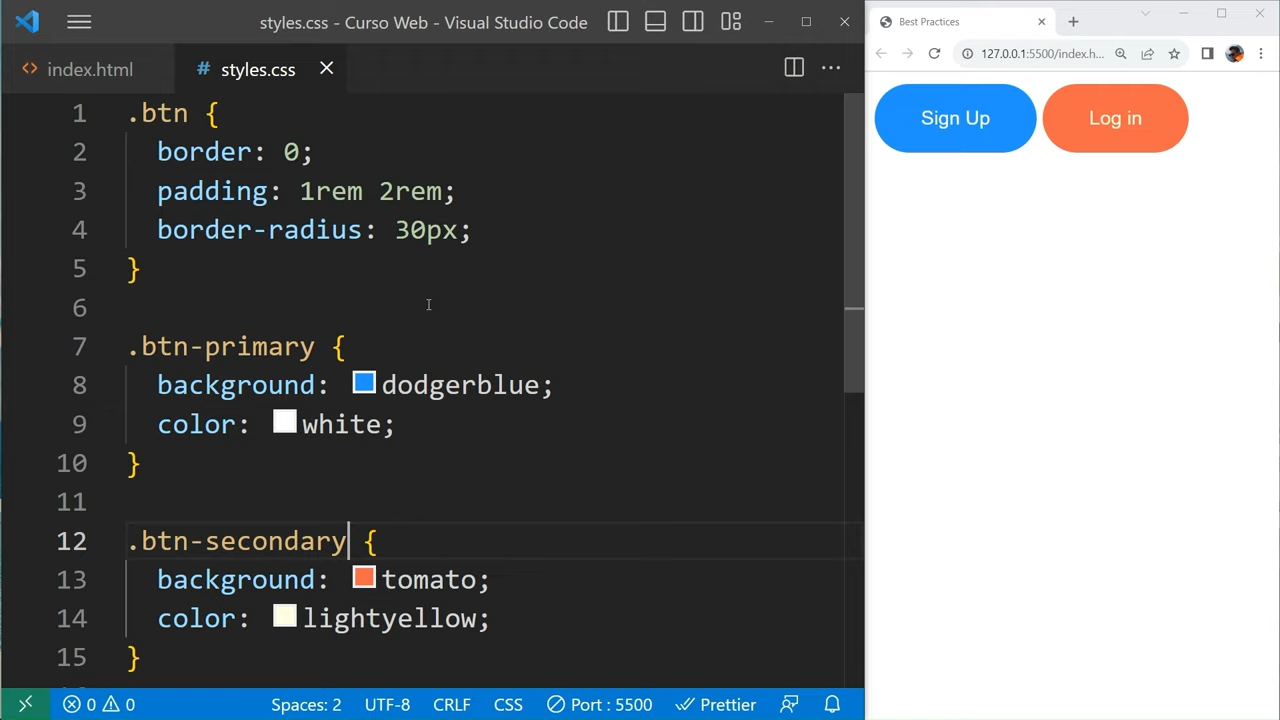 styles.css - Curso Web - Visual Studio Code
index.html
# styles.css
1 .btn {
2 border: 0;
3 padding: 1rem 2rem;
4 border-radius: 30px;
5 }
6
7 .btn-primary {
8 background: dodgerblue;
9 color: white;
10 }
11
12 .btn-secondary {
13 background: tomato;
14 color: lightyellow;
15 }
0 0 Spaces: 2 UTF-8 CRLF CSS Port : 5500 Prettier
Best Practices
127.0.0.1:5500/index.h...
Sign Up Log in